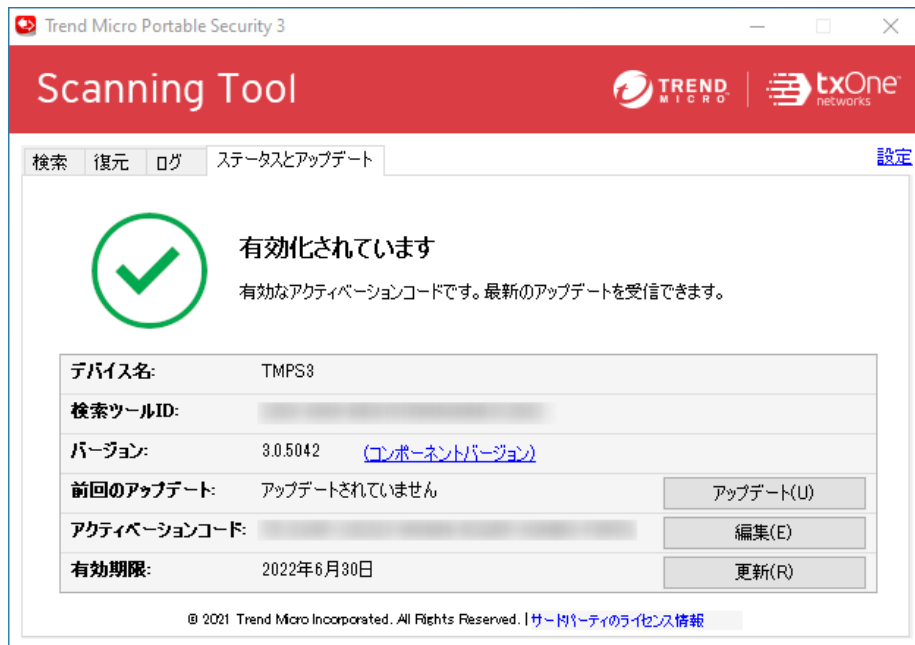 Trend Micro Portable Security 3
Scanning Tool
TREND MICRO
txOne networks
検索 復元 ログ ステータスとアップデート 設定
有効化されています
有効なアクティベーションコードです。最新のアップデートを受信できます。
デバイス名: TMPS3
検索ツールID:
バージョン: 3.0.5042 (コンポーネントバージョン)
前回のアップデート: アップデートされていません アップデート(U)
アクティベーションコード: 編集(E)
有効期限: 2022年6月30日 更新(R)
© 2021 Trend Micro Incorporated. All Rights Reserved. | サードパーティのライセンス情報